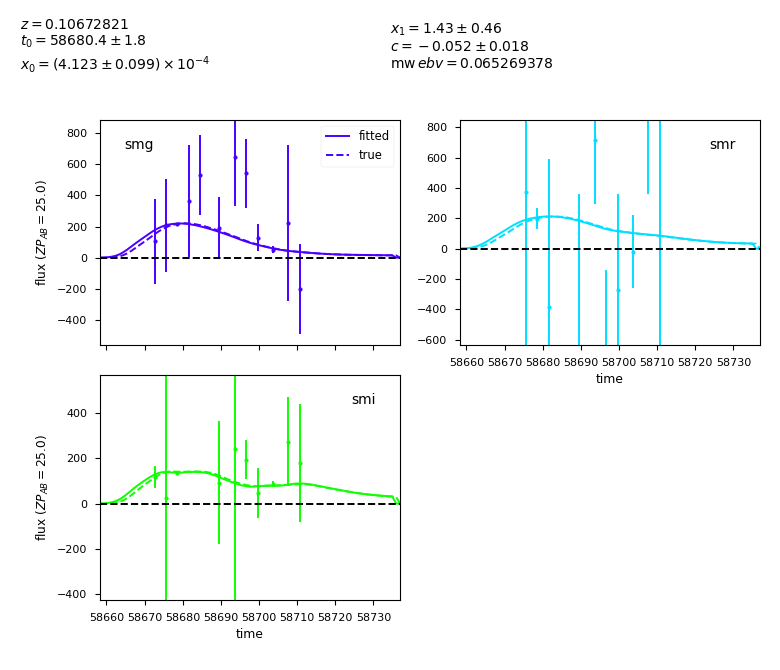 z = 0.10672821
t₀ = 58680.4 ± 1.8
x₀ = (4.123 ± 0.099) × 10⁻⁴
x₁ = 1.43 ± 0.46
c = −0.052 ± 0.018
mw ebv = 0.065269378
smg
fitted
true
flux (ZP_AB = 25.0)
800
600
400
200
0
−200
−400
smr
800
600
400
200
0
−200
−400
−600
58660 58670 58680 58690 58700 58710 58720 58730
time
smi
flux (ZP_AB = 25.0)
400
200
0
−200
−400
58660 58670 58680 58690 58700 58710 58720 58730
time